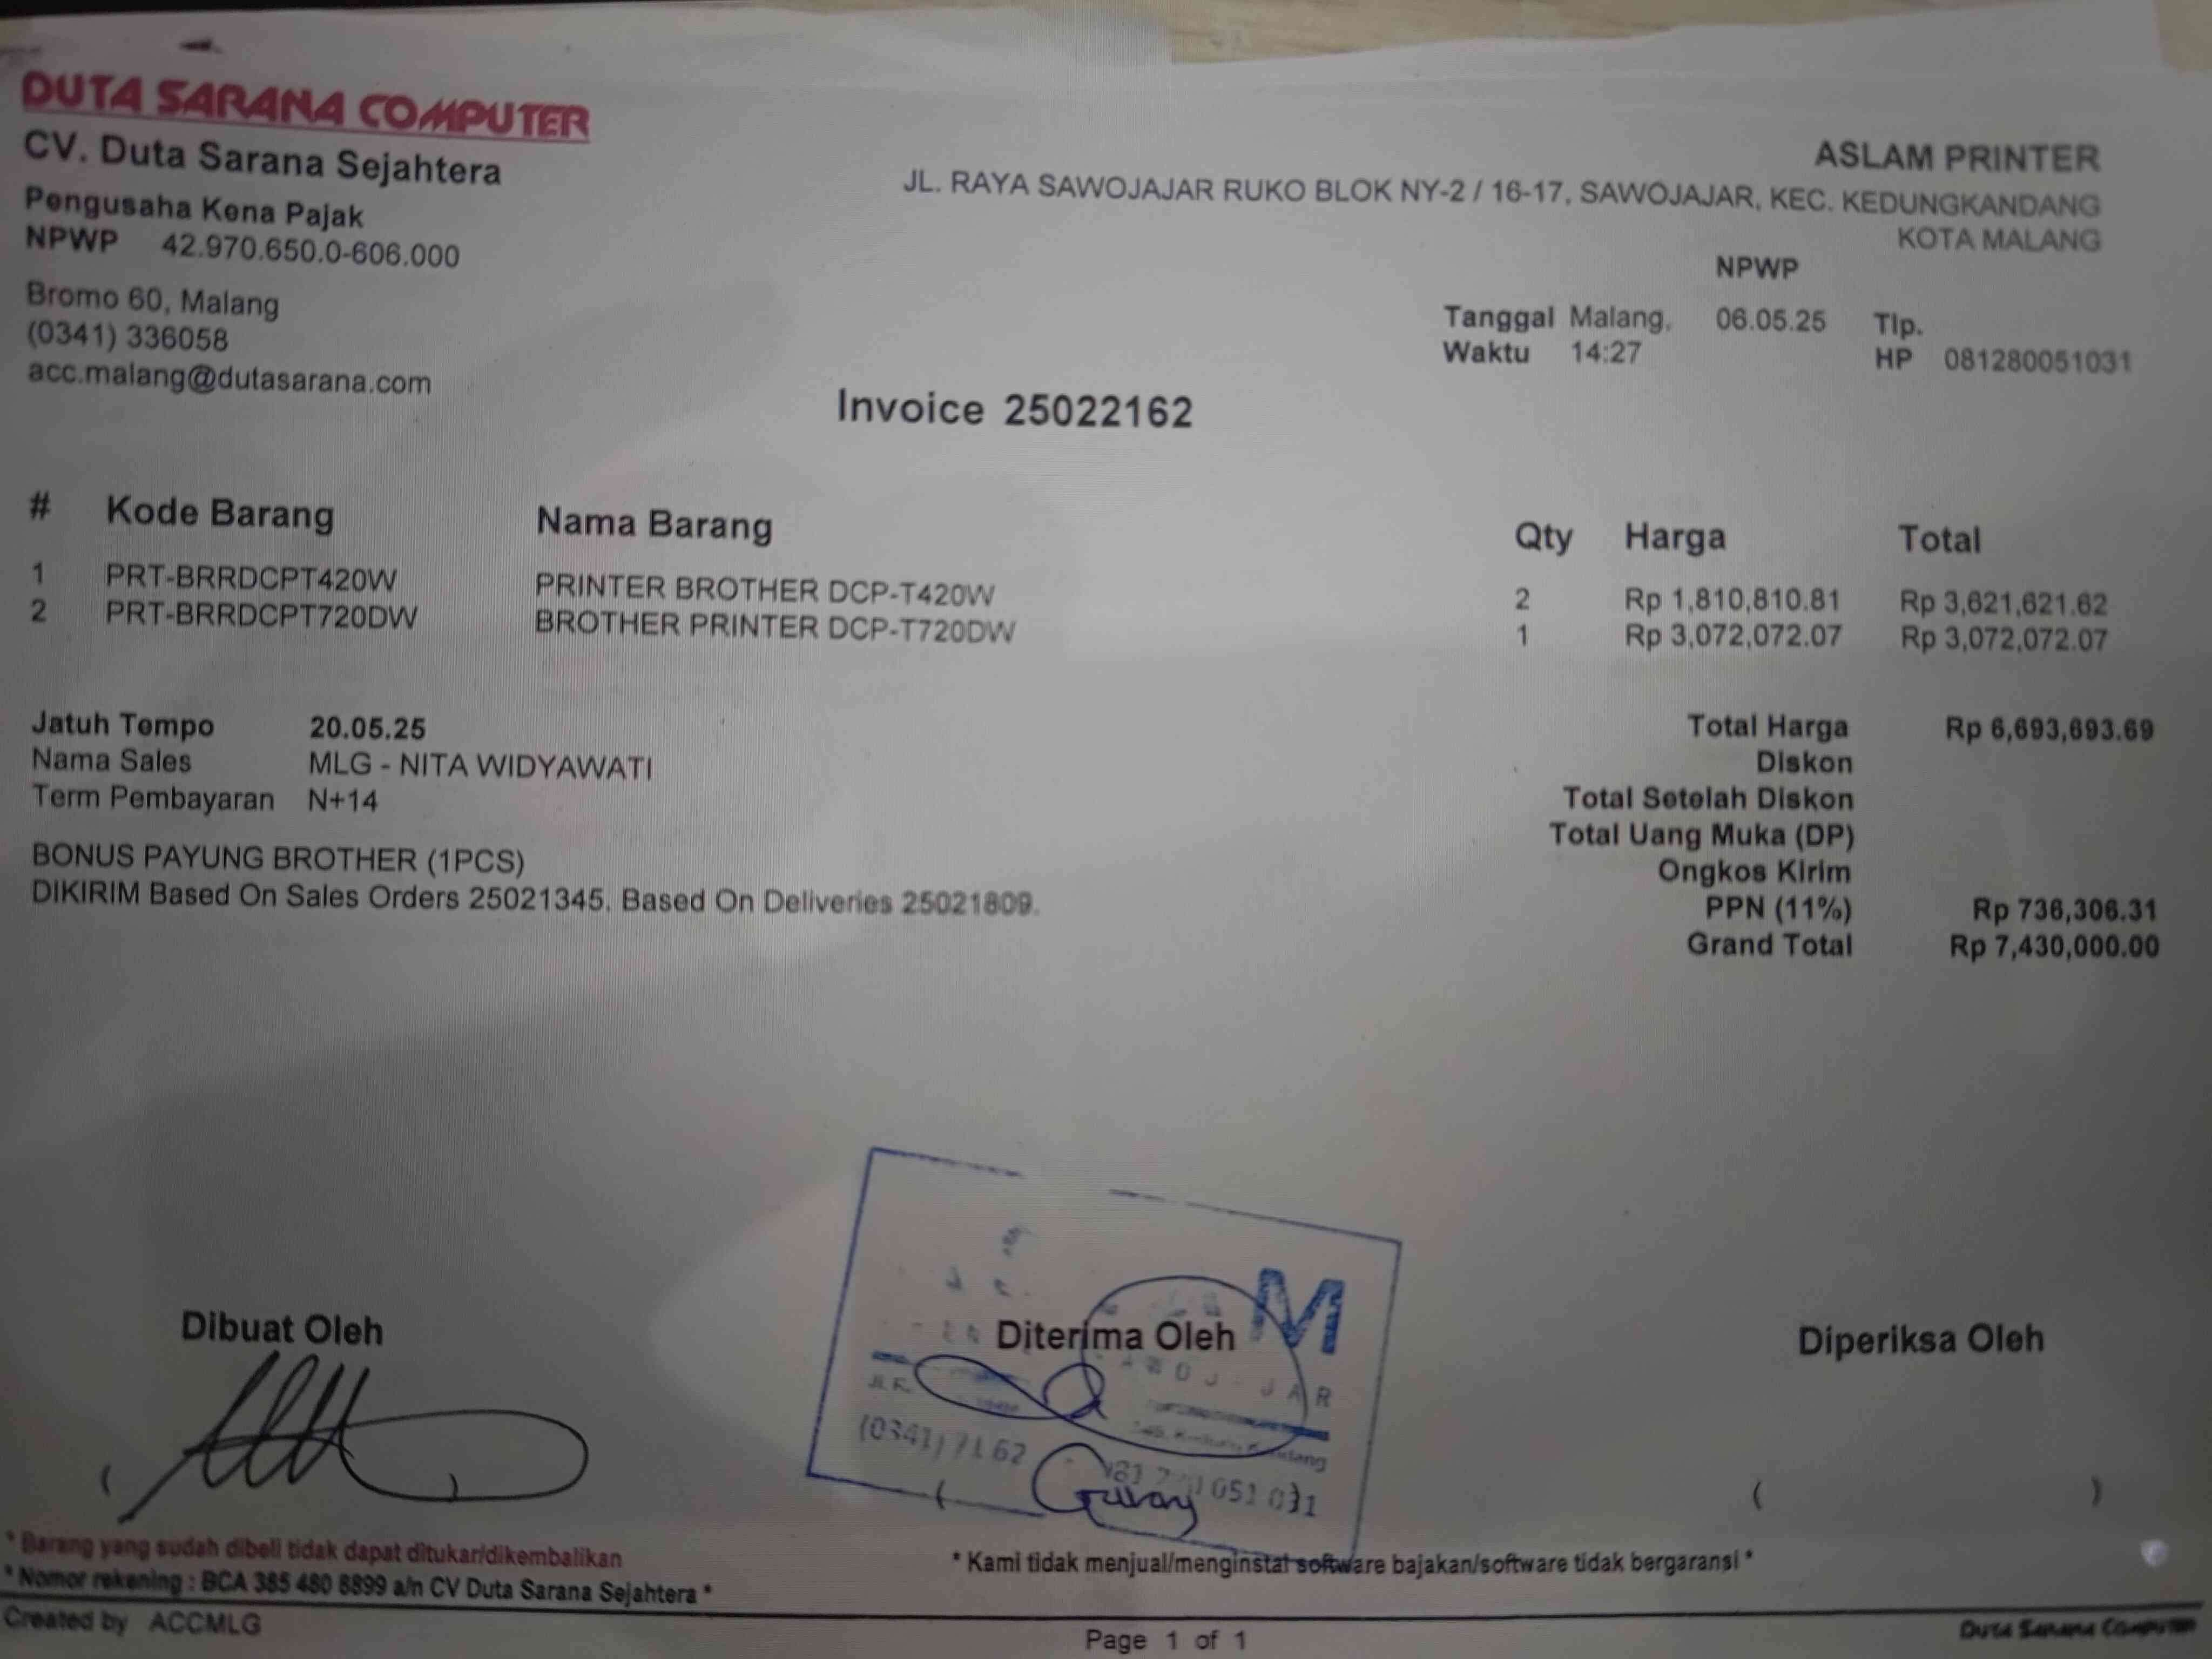 DUTA SARANA COMPUTER
CV. Duta Sarana Sejahtera
Pengusaha Kena Pajak
NPWP 42.970.650.0-606.000
Bromo 60, Malang
(0341) 336058
acc.malang@dutasarana.com
ASLAM PRINTER
JL. RAYA SAWOJAJAR RUKO BLOK NY-2 / 16-17, SAWOJAJAR, KEC. KEDUNGKANDANG
KOTA MALANG
NPWP
Tanggal Malang, 06.05.25 Tlp.
Waktu 14:27 HP 081280051031
Invoice 25022162
# Kode Barang Nama Barang Qty Harga Total
1 PRT-BRRDCPT420W PRINTER BROTHER DCP-T420W 2 Rp 1,810,810.81 Rp 3,621,621.62
2 PRT-BRRDCPT720DW BROTHER PRINTER DCP-T720DW 1 Rp 3,072,072.07 Rp 3,072,072.07
Jatuh Tempo 20.05.25
Nama Sales MLG - NITA WIDYAWATI
Term Pembayaran N+14
BONUS PAYUNG BROTHER (1PCS)
DIKIRIM Based On Sales Orders 25021345. Based On Deliveries 25021809.
Total Harga Rp 6,693,693.69
Diskon
Total Setelah Diskon
Total Uang Muka (DP)
Ongkos Kirim
PPN (11%) Rp 736,306.31
Grand Total Rp 7,430,000.00
Dibuat Oleh
Diterima Oleh
Diperiksa Oleh
M
(0341) 7162
051 031
( )
(
( )
* Barang yang sudah dibeli tidak dapat ditukar/dikembalikan
* Nomor rekening : BCA 385 480 8899 a/n CV Duta Sarana Sejahtera *
* Kami tidak menjual/menginstal software bajakan/software tidak bergaransi *
Created by ACCMLG
Page 1 of 1
DUTA SARANA COMPUTER